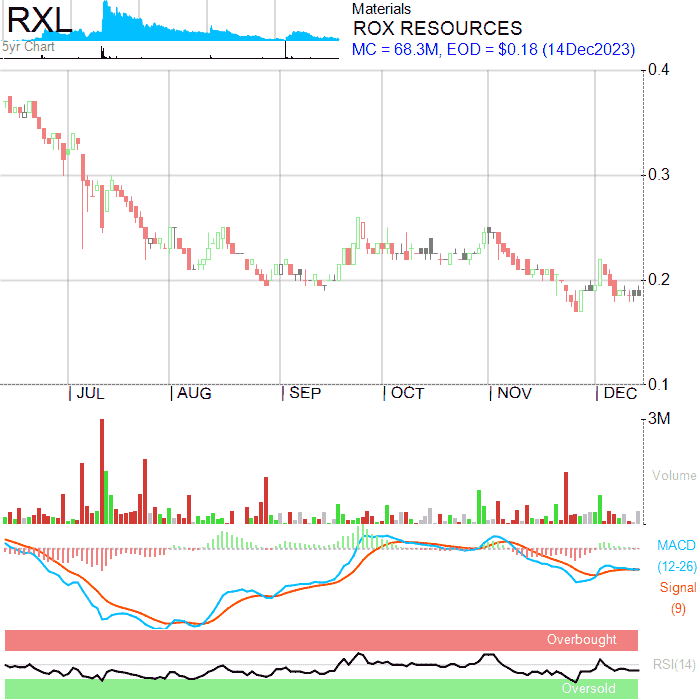 RXL
5yr Chart
Materials
ROX RESOURCES
MC = 68.3M, EOD = $0.18 (14Dec2023)
0.4
0.3
0.2
0.1
JUL AUG SEP OCT NOV DEC
3M
Volume
MACD
(12-26)
Signal
(9)
Overbought
RSI(14)
Oversold